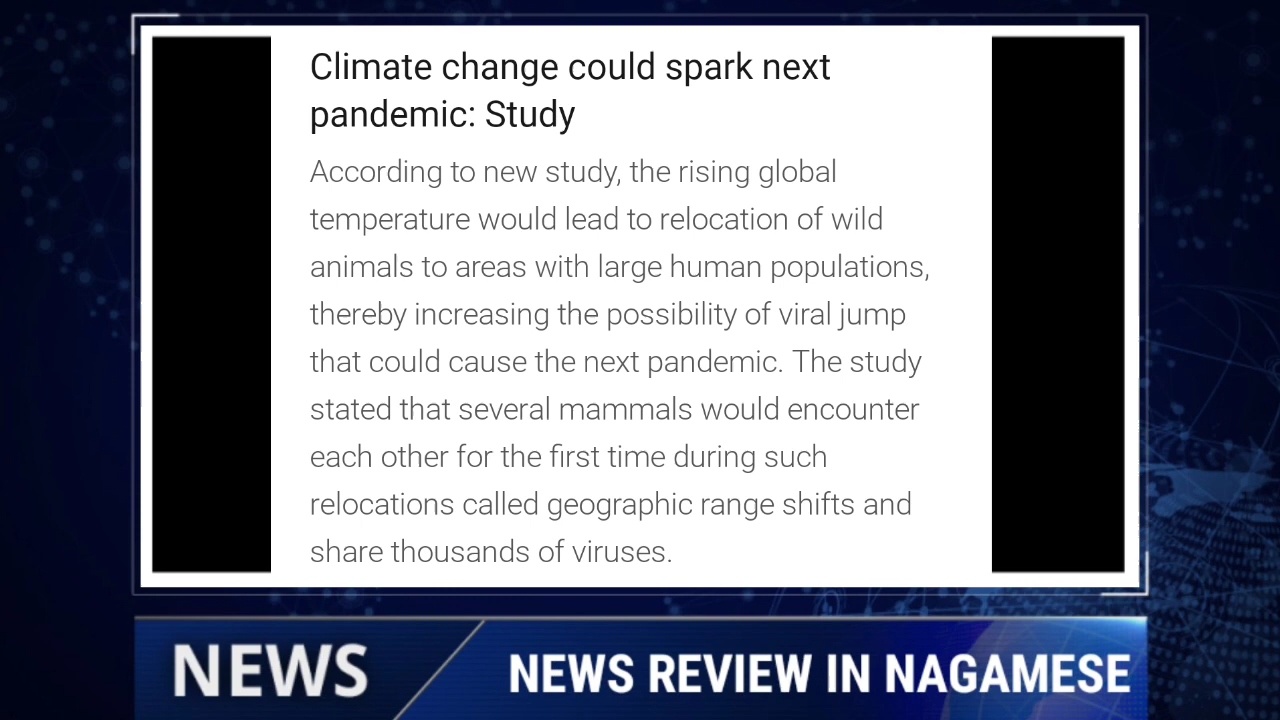 Climate change could spark next
pandemic: Study
According to new study, the rising global
temperature would lead to relocation of wild
animals to areas with large human populations,
thereby increasing the possibility of viral jump
that could cause the next pandemic. The study
stated that several mammals would encounter
each other for the first time during such
relocations called geographic range shifts and
share thousands of viruses.
NEWS
NEWS REVIEW IN NAGAMESE